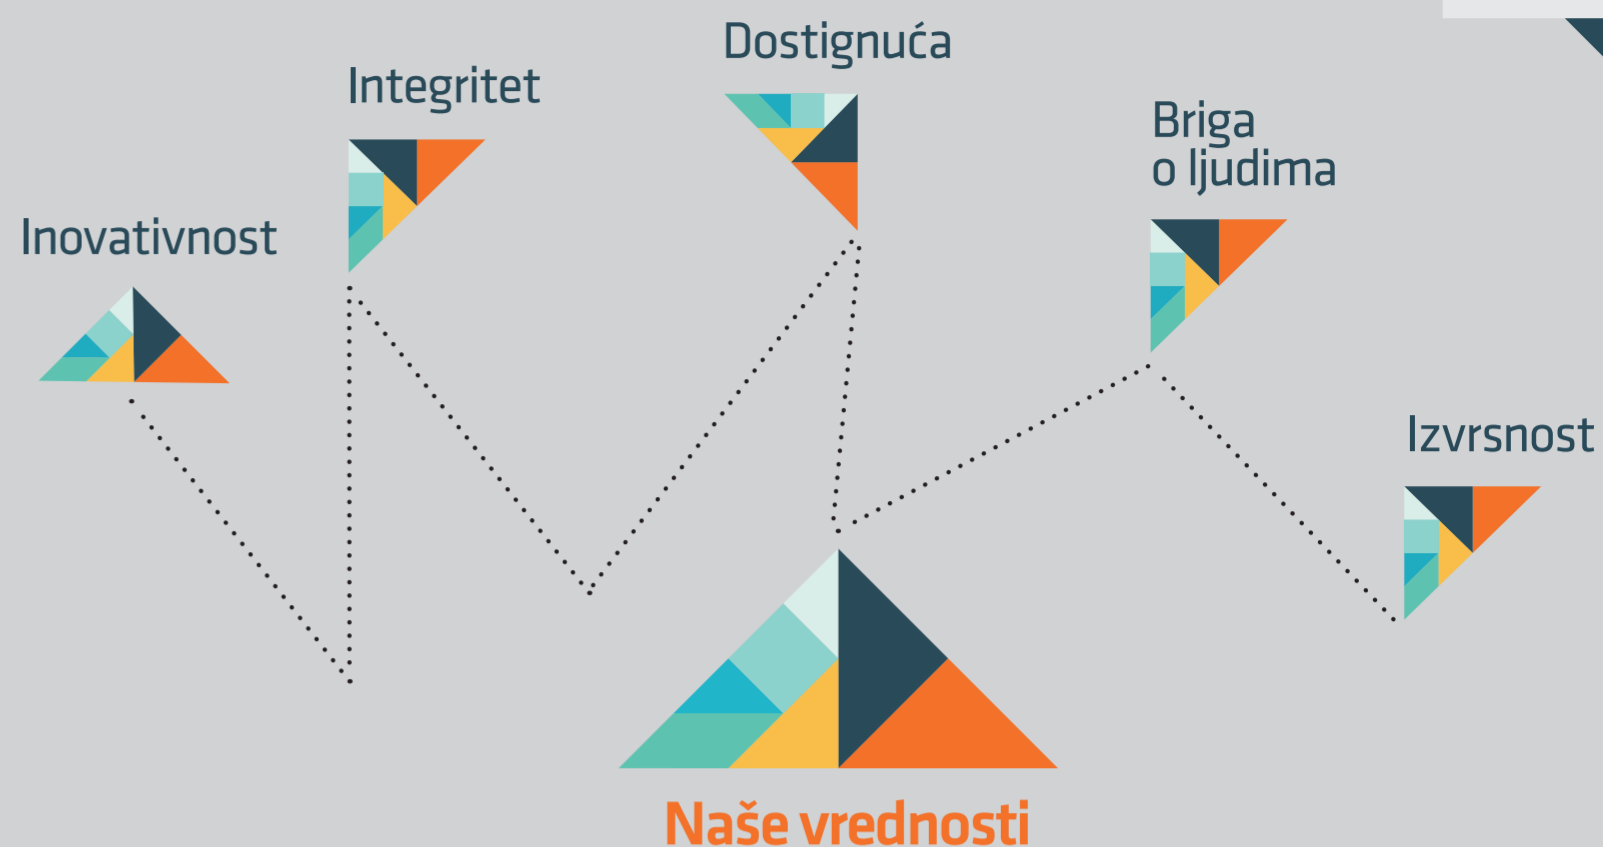 Dostignuća
Integritet
Briga
o ljudima
Inovativnost
Izvrsnost
Naše vrednosti